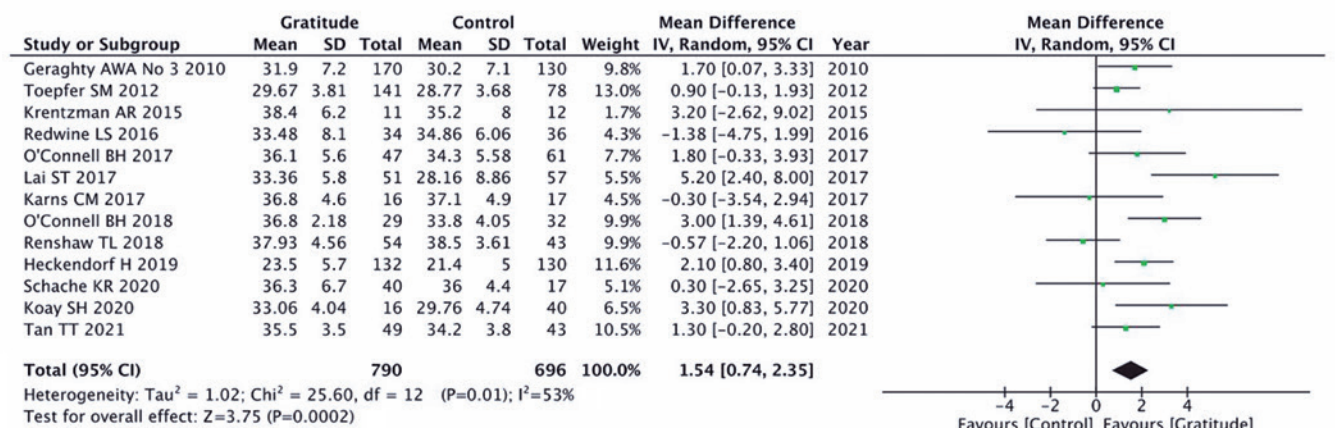 Gratitude Control Mean Difference Mean Difference
Study or Subgroup Mean SD Total Mean SD Total Weight IV, Random, 95% CI Year IV, Random, 95% CI
Geraghty AWA No 3 2010 31.9 7.2 170 30.2 7.1 130 9.8% 1.70 [0.07, 3.33] 2010
Toepfer SM 2012 29.67 3.81 141 28.77 3.68 78 13.0% 0.90 [-0.13, 1.93] 2012
Krentzman AR 2015 38.4 6.2 11 35.2 8 12 1.7% 3.20 [-2.62, 9.02] 2015
Redwine LS 2016 33.48 8.1 34 34.86 6.06 36 4.3% -1.38 [-4.75, 1.99] 2016
O'Connell BH 2017 36.1 5.6 47 34.3 5.58 61 7.7% 1.80 [-0.33, 3.93] 2017
Lai ST 2017 33.36 5.8 51 28.16 8.86 57 5.5% 5.20 [2.40, 8.00] 2017
Karns CM 2017 36.8 4.6 16 37.1 4.9 17 4.5% -0.30 [-3.54, 2.94] 2017
O'Connell BH 2018 36.8 2.18 29 33.8 4.05 32 9.9% 3.00 [1.39, 4.61] 2018
Renshaw TL 2018 37.93 4.56 54 38.5 3.61 43 9.9% -0.57 [-2.20, 1.06] 2018
Heckendorf H 2019 23.5 5.7 132 21.4 5 130 11.6% 2.10 [0.80, 3.40] 2019
Schache KR 2020 36.3 6.7 40 36 4.4 17 5.1% 0.30 [-2.65, 3.25] 2020
Koay SH 2020 33.06 4.04 16 29.76 4.74 40 6.5% 3.30 [0.83, 5.77] 2020
Tan TT 2021 35.5 3.5 49 34.2 3.8 43 10.5% 1.30 [-0.20, 2.80] 2021
Total (95% CI) 790 696 100.0% 1.54 [0.74, 2.35]
Heterogeneity: Tau² = 1.02; Chi² = 25.60, df = 12 (P=0.01); I²=53%
Test for overall effect: Z=3.75 (P=0.0002)
-4 -2 0 2 4
Favours [Control] Favours [Gratitude]